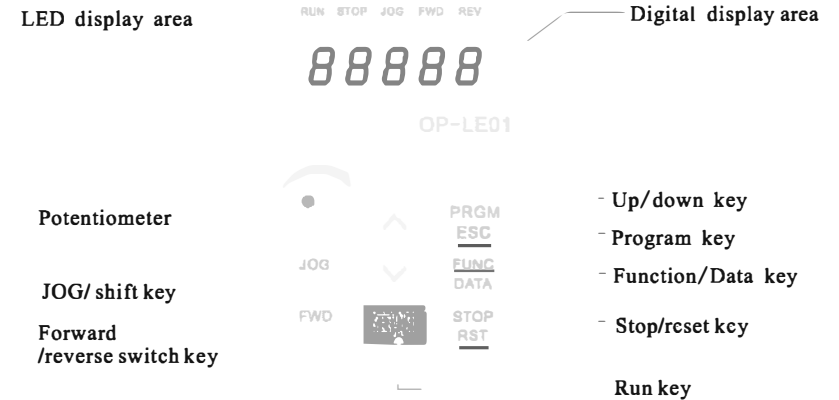 LED display area
RUN STOP JOG FWD REV
Digital display area
88888
OP-LE01
Potentiometer
PRGM
ESC
Up/down key
Program key
JOG
FUNC
DATA
Function/Data key
JOG/ shift key
FWD
STOP
RST
Stop/reset key
Forward
/reverse switch key
Run key